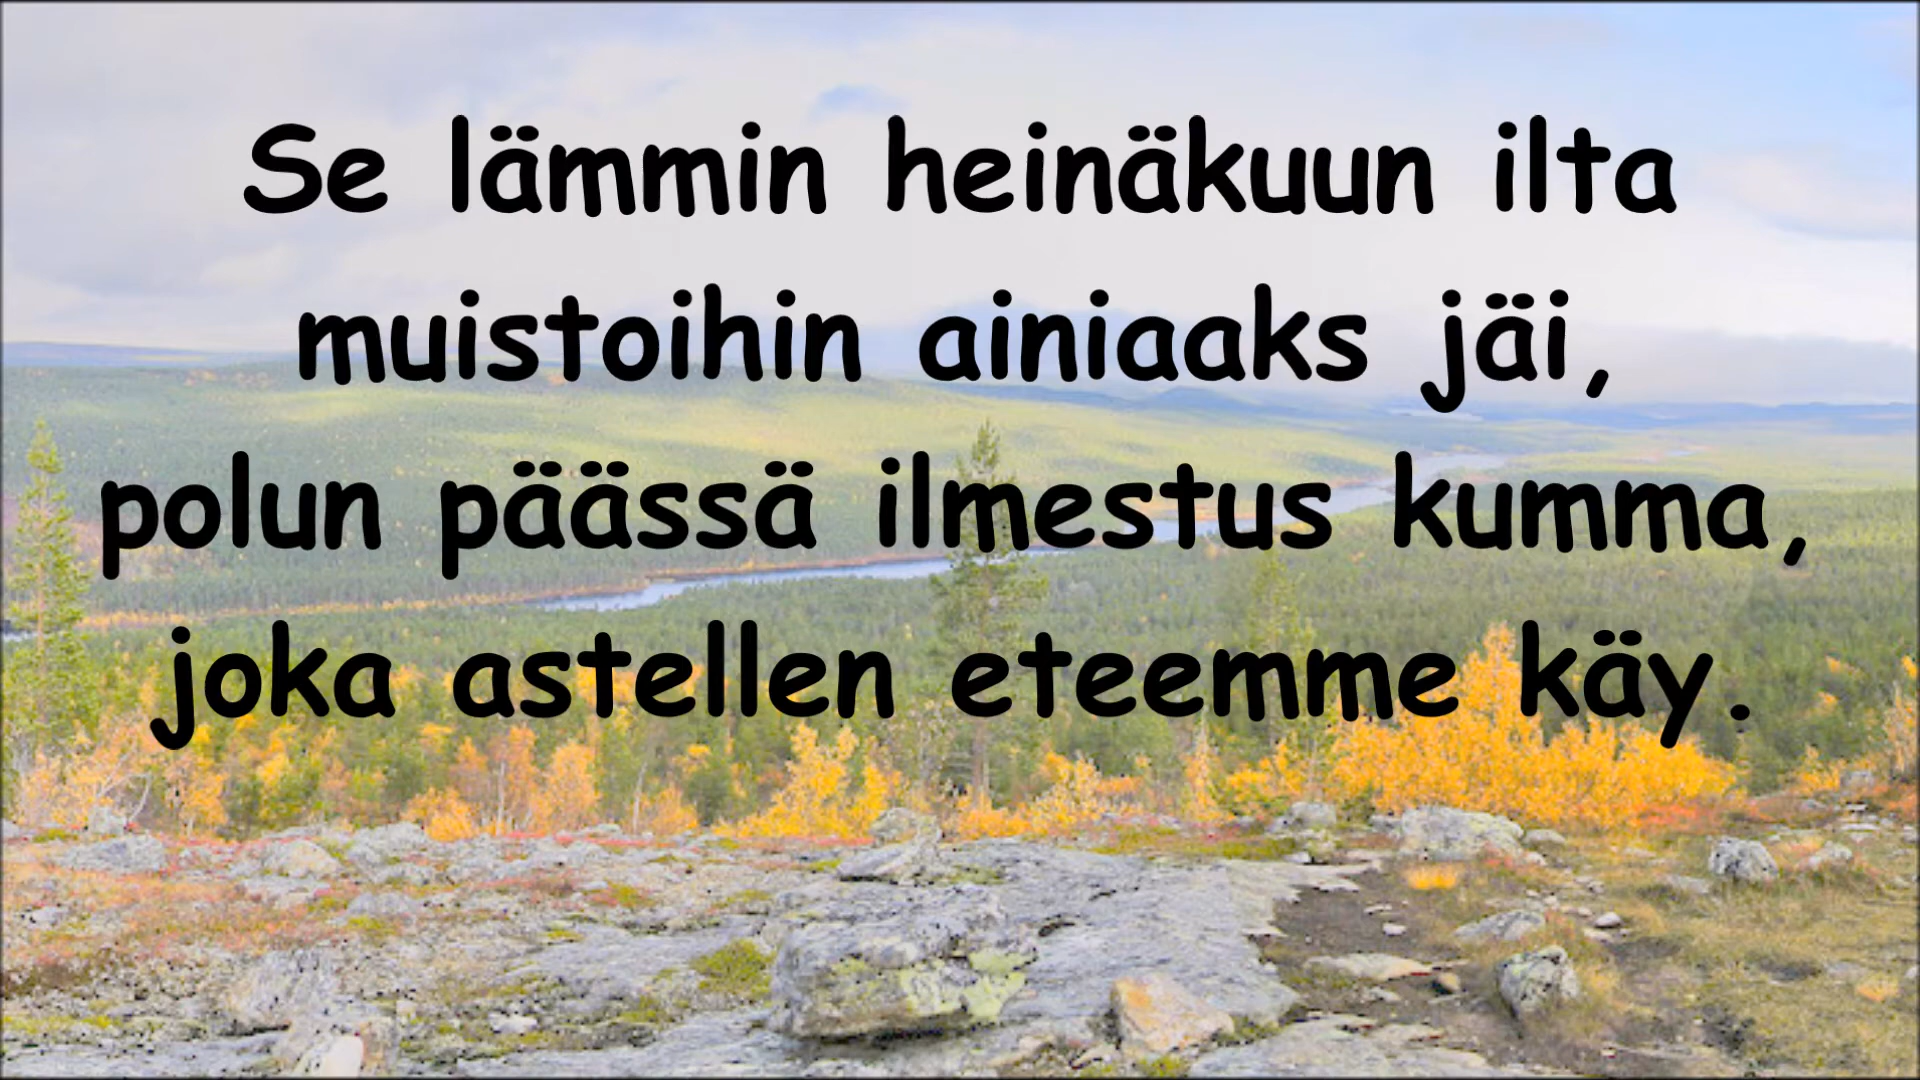 Se lämmin heinäkuun ilta
muistoihin ainiaaks jäi,
polun päässä ilmestus kumma,
joka astellen eteemme käy.